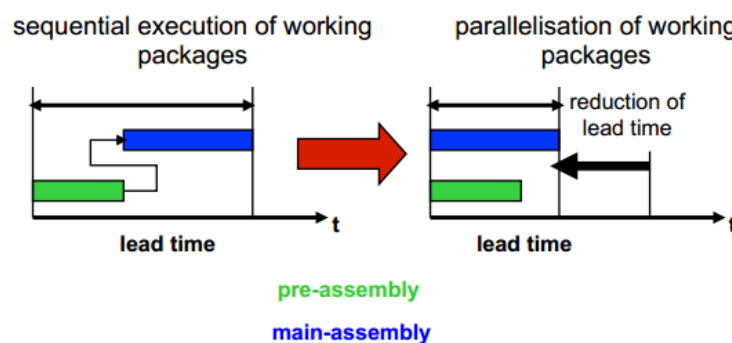 sequential execution of working
packages
parallelisation of working
packages
reduction of
lead time
t
lead time
t
lead time
pre-assembly
main-assembly